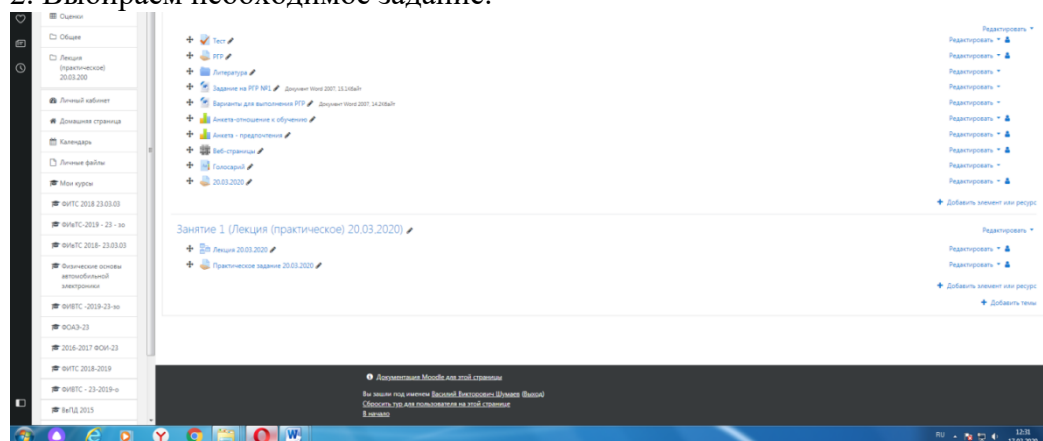 2. Выбираем необходимое задание.
Оценки
Общее
Лекция
(практическое)
20.03.200
Личный кабинет
Домашняя страница
Календарь
Личные файлы
Мои курсы
ФИТС 2018 23.03.03
ФИвТС-2019 - 23 - зо
ФИвТС 2018- 23.03.03
Физические основы
автомобильной
электроники
ФИВТС -2019-23-зо
ФОАЭ-23
2016-2017 ФОИ-23
ФИТС 2018-2019
ФИВТС - 23-2019-о
ВвПД 2015
Редактировать
Тест Редактировать
РГР Редактировать
Литература Редактировать
Задание на РГР №1 Документ Word 2007, Редактировать
Варианты для выполнения РГР Документ Word 2007, Редактировать
Анкета-отношение к обучению Редактировать
Анкета - предпочтения Редактировать
Веб-страницы Редактировать
Голосарий Редактировать
20.03.2020 Редактировать
Добавить элемент или ресурс
Занятие 1 (Лекция (практическое) 20.03.2020) Редактировать
Лекция 20.03.2020 Редактировать
Практическое задание 20.03.2020 Редактировать
Добавить элемент или ресурс
Добавить темы
Документация Moodle для этой страницы
Вы зашли под именем Василий Викторович Шумаев (Выход)
Сбросить тур для пользователя на этой странице
В начало
RU 12:31